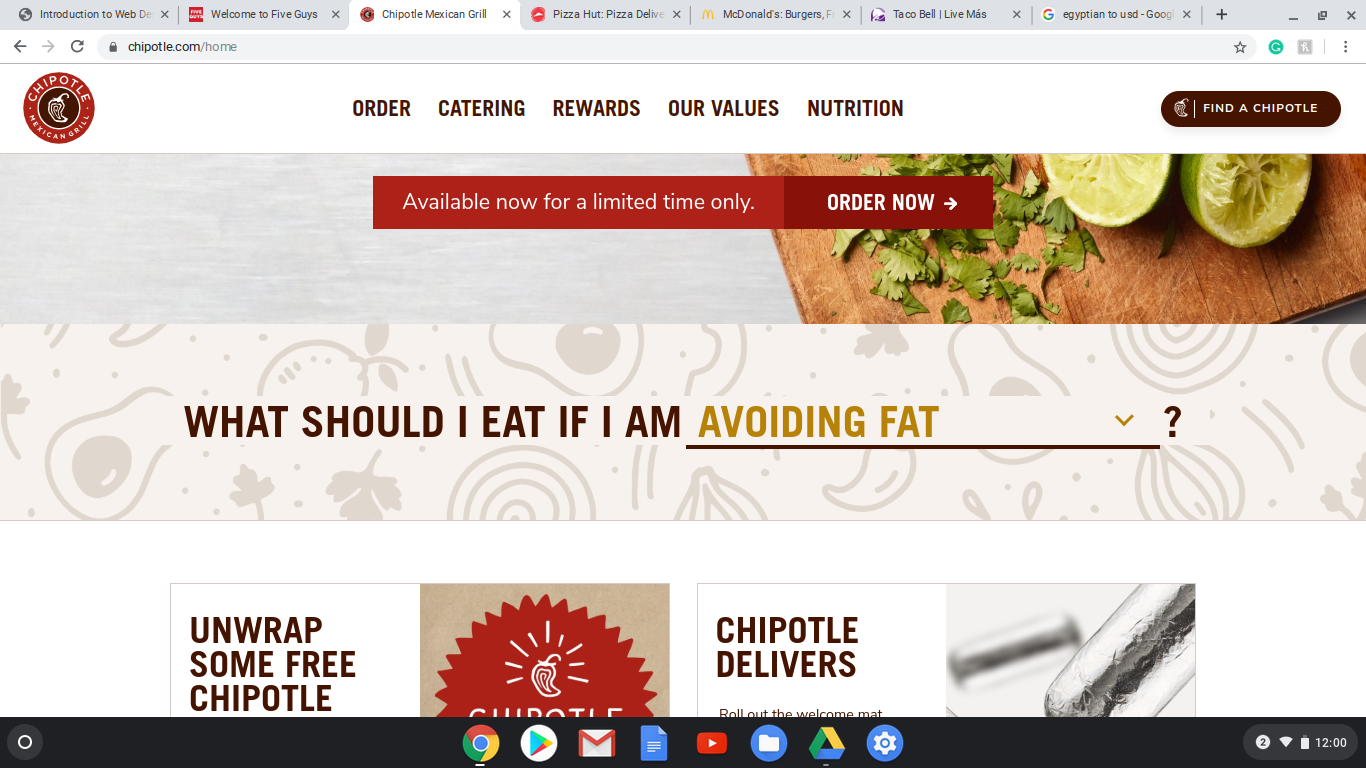 Introduction to Web De
Welcome to Five Guys
Chipotle Mexican Grill
Pizza Hut: Pizza Delive
McDonald's: Burgers, F
Taco Bell | Live Más
egyptian to usd - Goog
chipotle.com/home
CHIPOTLE
MEXICAN GRILL
ORDER
CATERING
REWARDS
OUR VALUES
NUTRITION
FIND A CHIPOTLE
Available now for a limited time only.
ORDER NOW
WHAT SHOULD I EAT IF I AM AVOIDING FAT ?
UNWRAP
SOME FREE
CHIPOTLE
CHIPOTLE
CHIPOTLE
DELIVERS
Roll out the welcome mat
2
12:00